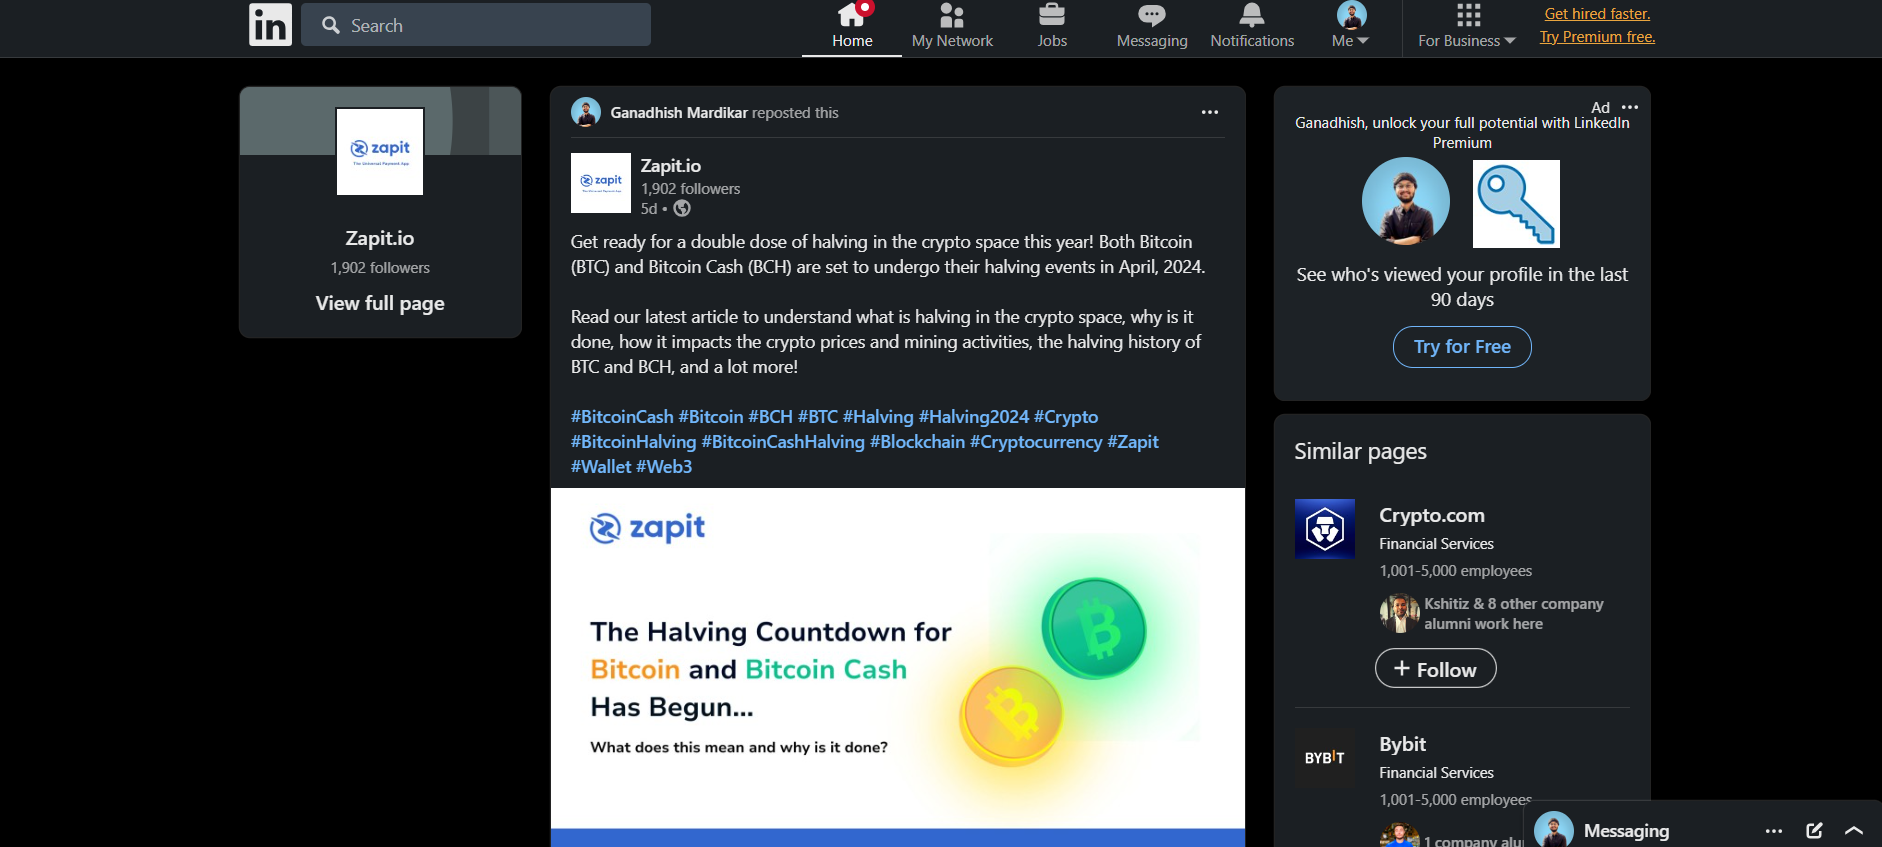 in
Search
Home
My Network
Jobs
Messaging
Notifications
Me
For Business
Get hired faster.
Try Premium free.
zapit
The Universal Payment App
Zapit.io
1,902 followers
View full page
Ganadhish Mardikar reposted this
zapit
Zapit.io
1,902 followers
5d •
Get ready for a double dose of halving in the crypto space this year! Both Bitcoin
(BTC) and Bitcoin Cash (BCH) are set to undergo their halving events in April, 2024.
Read our latest article to understand what is halving in the crypto space, why is it
done, how it impacts the crypto prices and mining activities, the halving history of
BTC and BCH, and a lot more!
#BitcoinCash #Bitcoin #BCH #BTC #Halving #Halving2024 #Crypto
#BitcoinHalving #BitcoinCashHalving #Blockchain #Cryptocurrency #Zapit
#Wallet #Web3
zapit
The Halving Countdown for
Bitcoin and Bitcoin Cash
Has Begun...
What does this mean and why is it done?
Ad
Ganadhish, unlock your full potential with LinkedIn
Premium
See who's viewed your profile in the last
90 days
Try for Free
Similar pages
Crypto.com
Financial Services
1,001-5,000 employees
Kshitiz & 8 other company
alumni work here
+ Follow
BYBIT
Bybit
Financial Services
1,001-5,000 employees
1 company
Messaging